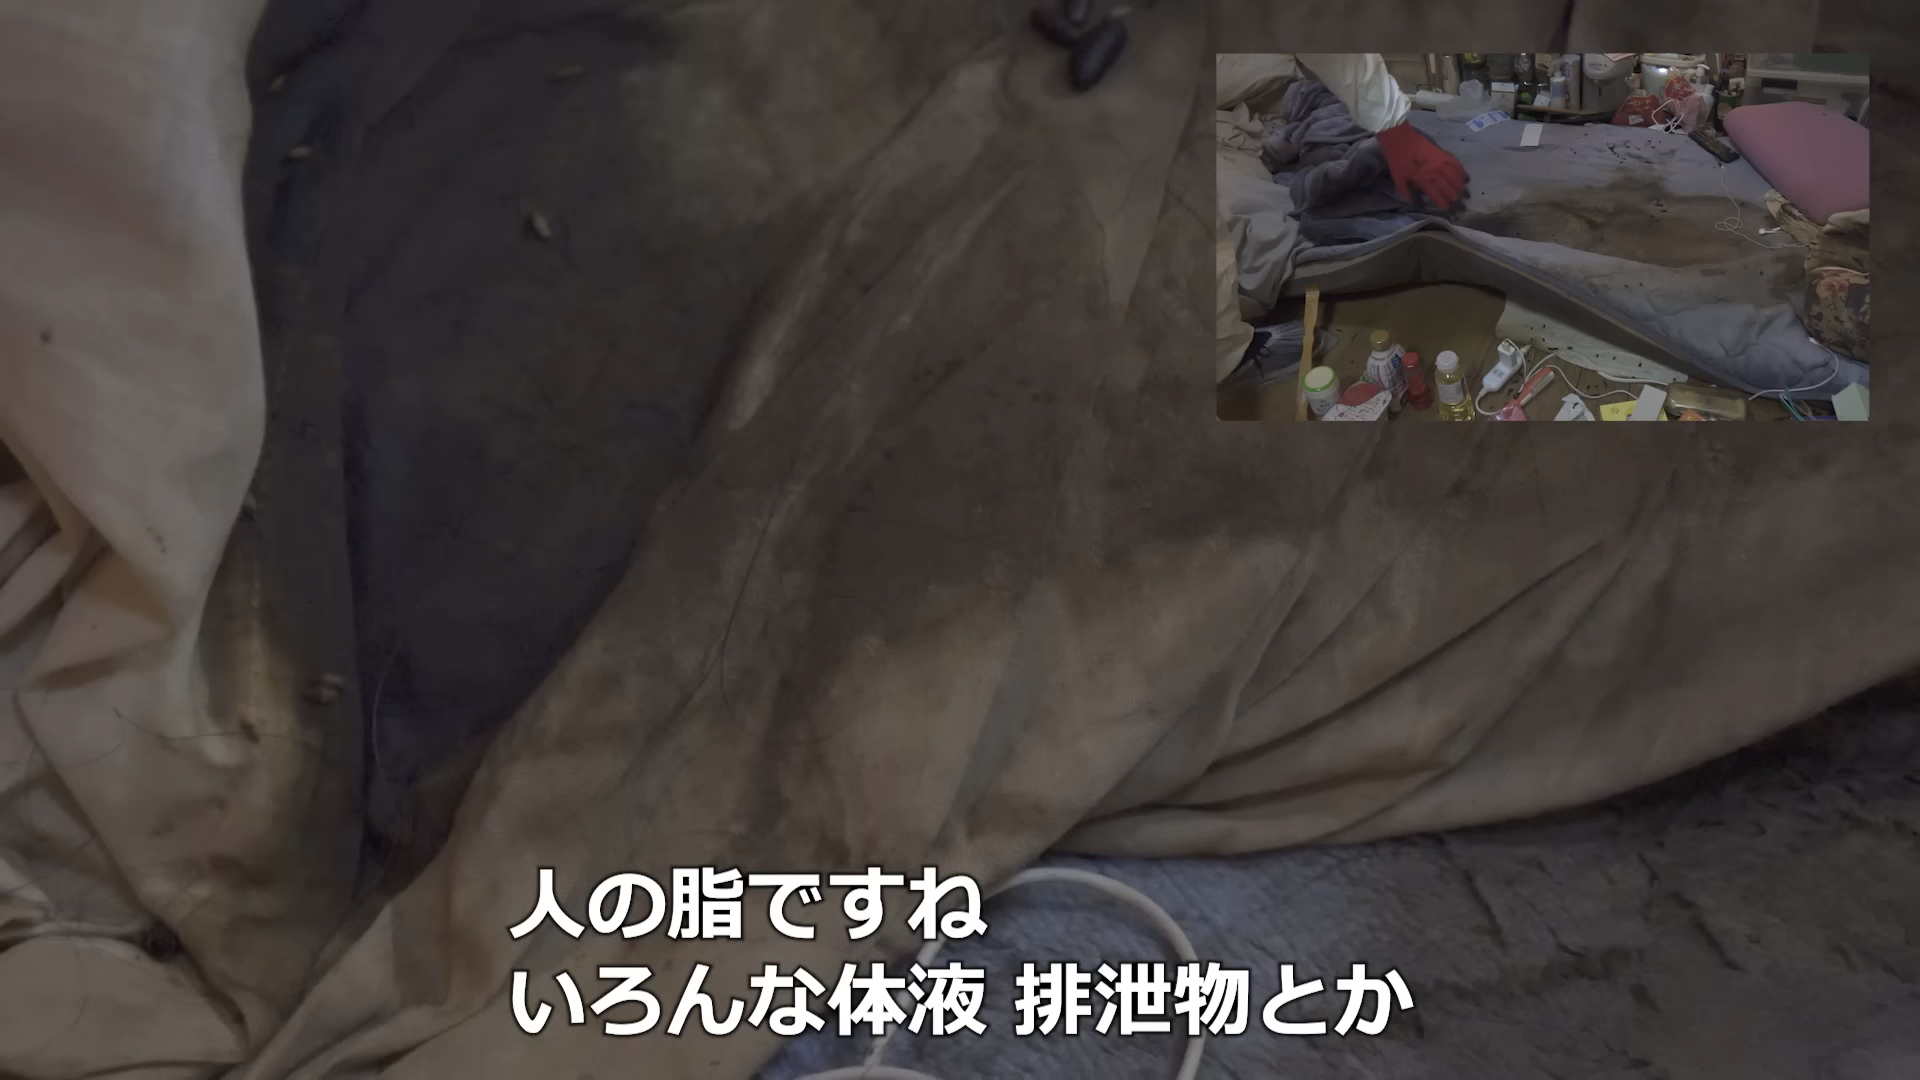 人の脂ですね
いろんな体液 排泄物とか